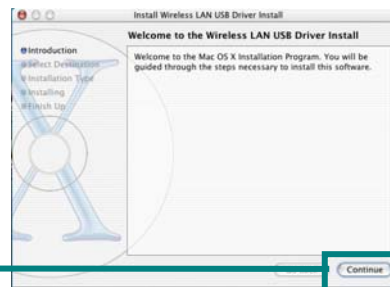 Install Wireless LAN USB Driver Install
Welcome to the Wireless LAN USB Driver Install
Introduction
Select Destination
Installation Type
Installing
Finish Up
Welcome to the Mac OS X Installation Program. You will be
guided through the steps necessary to install this software.
Continue